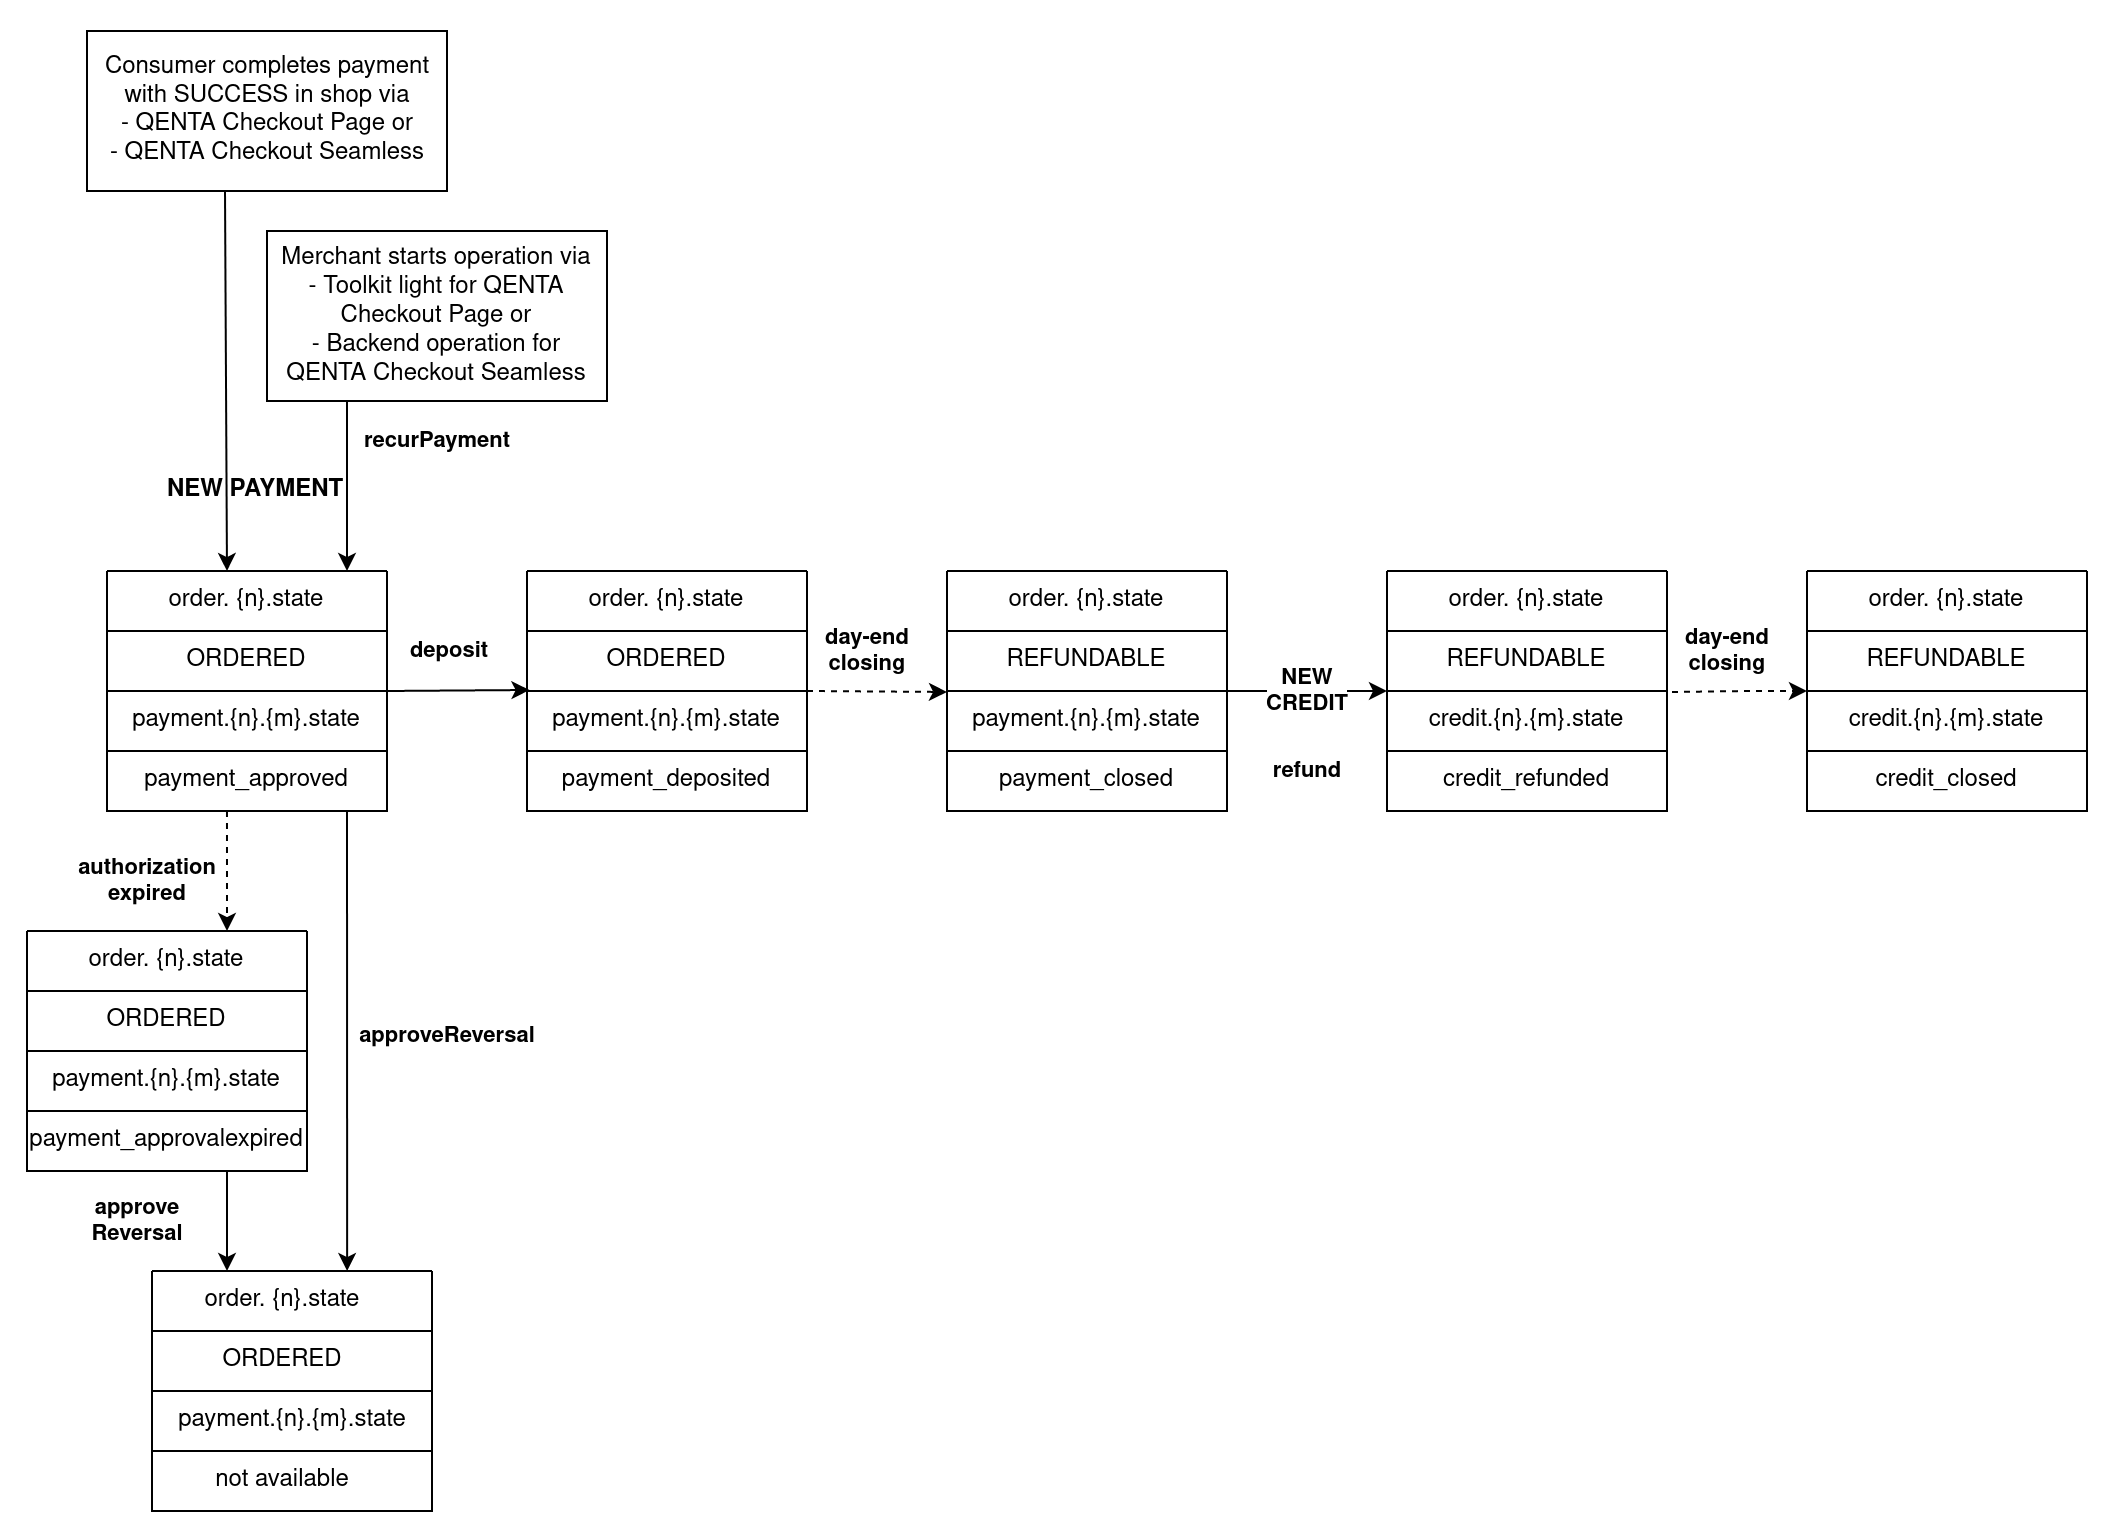 Consumer completes payment
with SUCCESS in shop via
- QENTA Checkout Page or
- QENTA Checkout Seamless
Merchant starts operation via
- Toolkit light for QENTA
Checkout Page or
- Backend operation for
QENTA Checkout Seamless
recurPayment
NEW PAYMENT
order. {n}.state
ORDERED
payment.{n}.{m}.state
payment_approved
deposit
order. {n}.state
ORDERED
payment.{n}.{m}.state
payment_deposited
day-end
closing
order. {n}.state
REFUNDABLE
payment.{n}.{m}.state
payment_closed
NEW
CREDIT
refund
order. {n}.state
REFUNDABLE
credit.{n}.{m}.state
credit_refunded
day-end
closing
order. {n}.state
REFUNDABLE
credit.{n}.{m}.state
credit_closed
authorization
expired
order. {n}.state
ORDERED
payment.{n}.{m}.state
payment_approvalexpired
approveReversal
approve
Reversal
order. {n}.state
ORDERED
payment.{n}.{m}.state
not available